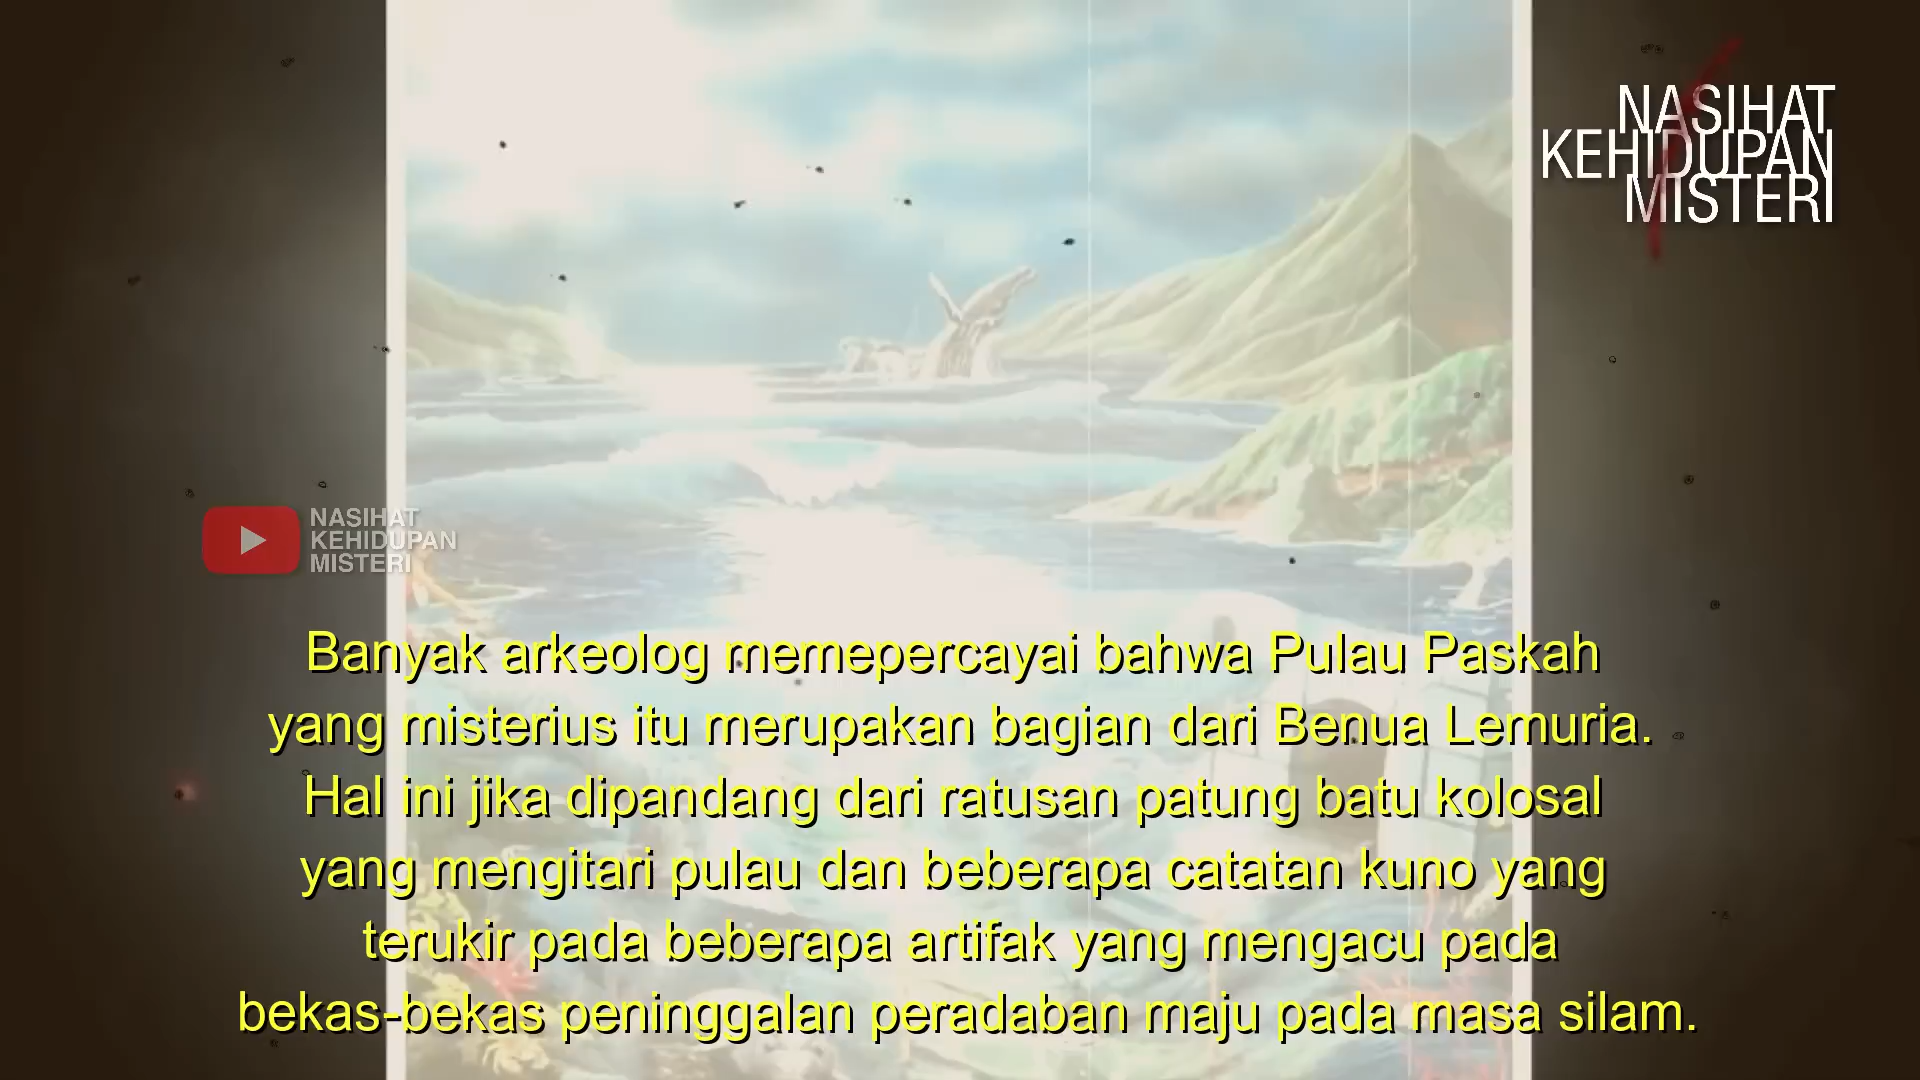 NASIHAT
KEHIDUPAN
MISTERI
NASIHAT
KEHIDUPAN
MISTERI
Banyak arkeolog memepercayai bahwa Pulau Paskah
yang misterius itu merupakan bagian dari Benua Lemuria.
Hal ini jika dipandang dari ratusan patung batu kolosal
yang mengitari pulau dan beberapa catatan kuno yang
terukir pada beberapa artifak yang mengacu pada
bekas-bekas peninggalan peradaban maju pada masa silam.